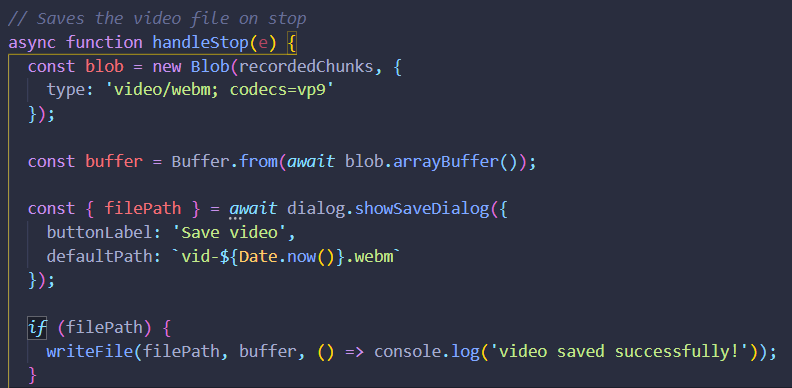 // Saves the video file on stop
async function handleStop(e) {
  const blob = new Blob(recordedChunks, {
    type: 'video/webm; codecs=vp9'
  });

  const buffer = Buffer.from(await blob.arrayBuffer());

  const { filePath } = await dialog.showSaveDialog({
    buttonLabel: 'Save video',
    defaultPath: `vid-${Date.now()}.webm`
  });

  if (filePath) {
    writeFile(filePath, buffer, () => console.log('video saved successfully!'));
  }